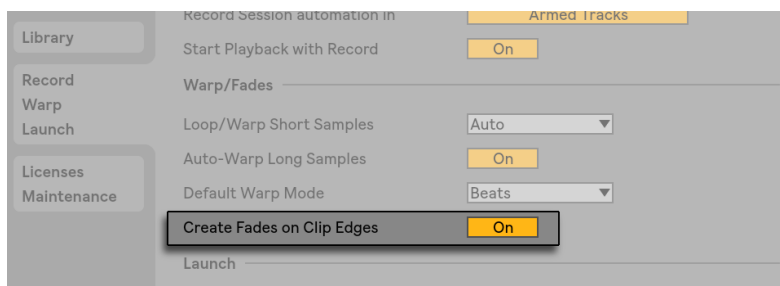 Record Session automation in Armed Tracks
Library
Start Playback with Record On
Record
Warp/Fades
Warp
Launch
Loop/Warp Short Samples Auto
Auto-Warp Long Samples On
Licenses
Maintenance
Default Warp Mode Beats
Create Fades on Clip Edges On
Launch